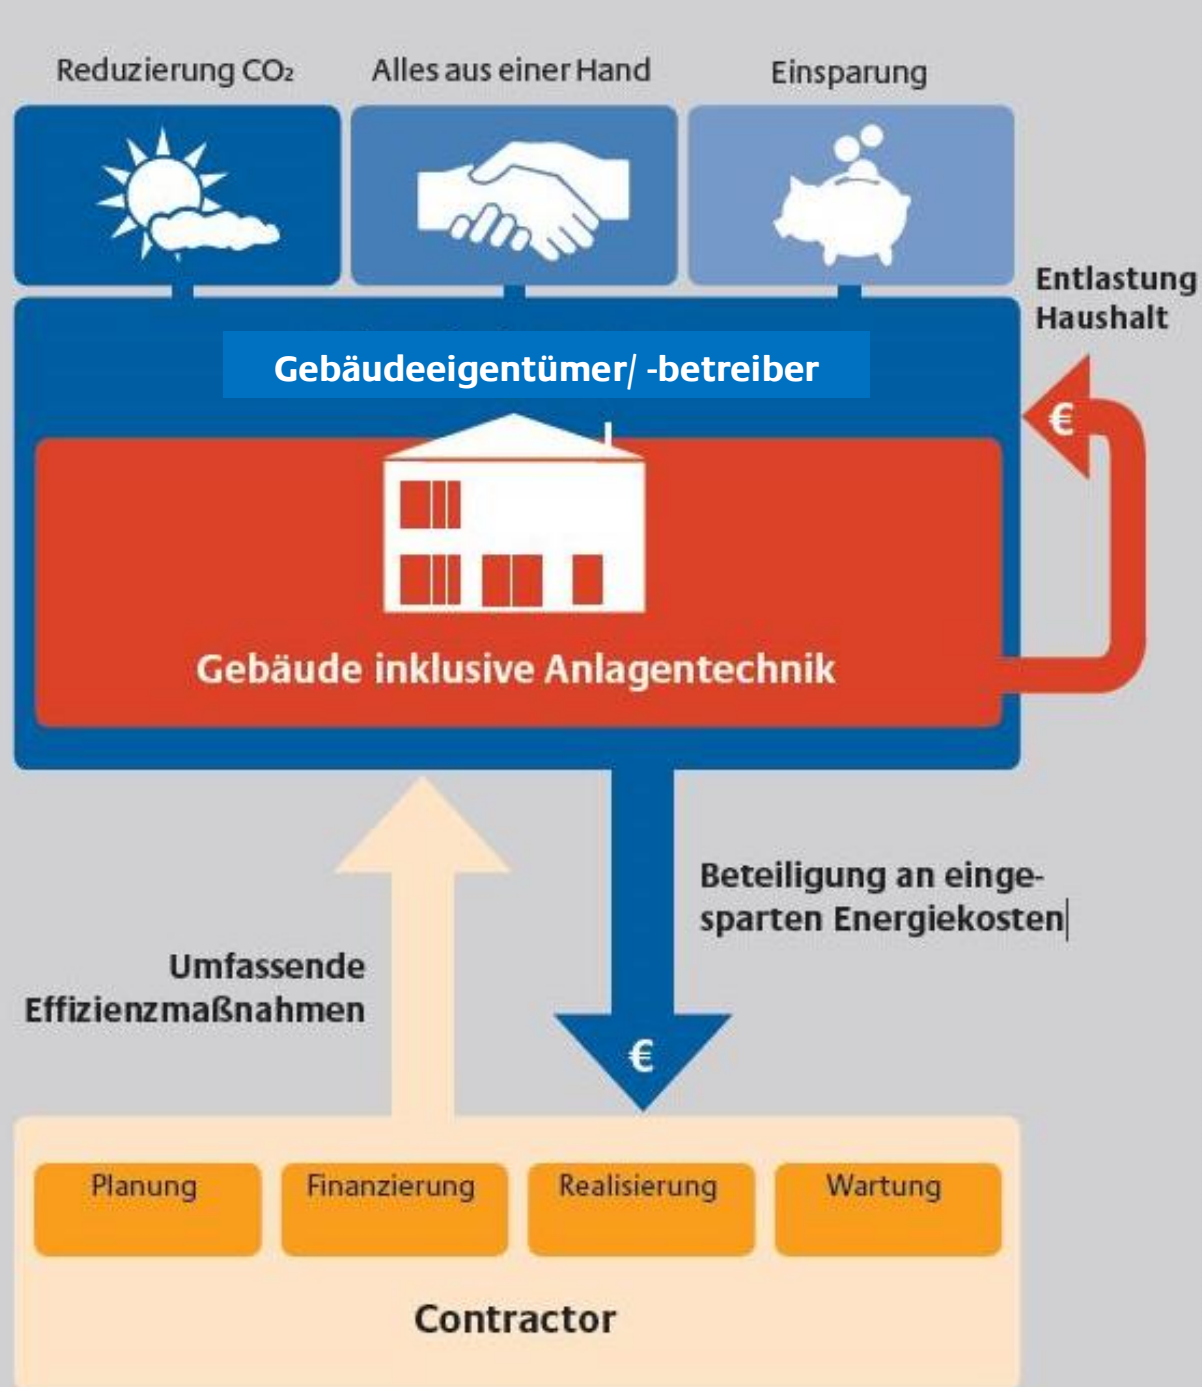 Reduzierung CO₂
Alles aus einer Hand
Einsparung
Entlastung
Haushalt
Gebäudeeigentümer/ -betreiber
€
Gebäude inklusive Anlagentechnik
Beteiligung an einge-
sparten Energiekosten
Umfassende
Effizienzmaßnahmen
€
Planung
Finanzierung
Realisierung
Wartung
Contractor